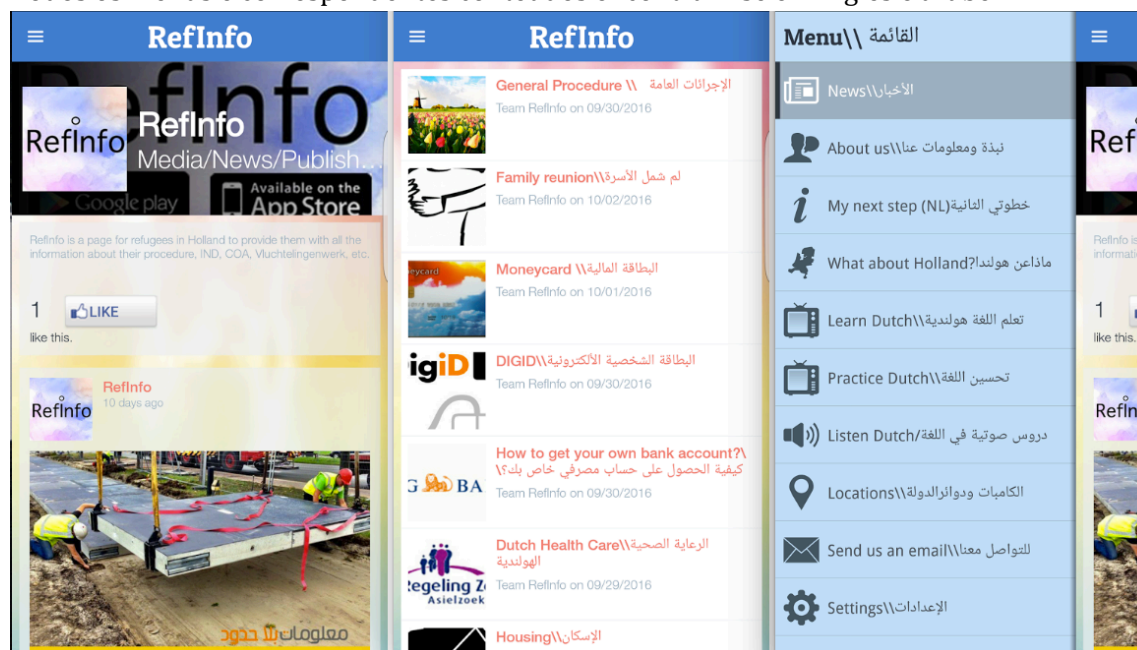 RefInfo
RefInfo
RefInfo
Media/News/Publish...
Google play
Available on the
App Store
RefInfo is a page for refugees in Holland to provide them with all the
information about their procedure, IND, COA, Vluchtelingenwerk, etc.
1
LIKE
like this.
RefInfo
10 days ago
RefInfo
معلومات بلا حدود
RefInfo
General Procedure \\ الإجرائات العامة
Team RefInfo on 09/30/2016
Family reunion\\لم شمل الأسرة
Team RefInfo on 10/02/2016
Moneycard \\البطاقة المالية
Team RefInfo on 10/01/2016
DIGID\\البطاقة الشخصية الألكترونية
Team RefInfo on 09/30/2016
How to get your own bank account?\
كيفية الحصول على حساب مصرفي خاص بك؟\
Team RefInfo on 09/30/2016
Dutch Health Care\\الرعاية الصحية
الهولندية
Team RefInfo on 09/29/2016
Regeling Z
Asielzoek
Housing\\الإسكان
Menu\\ القائمة
News\\الأخبار
About us\\نبذة ومعلومات عنا
My next step (NL)خطوتي الثانية
What about Holland?ماذاعن هولندا
Learn Dutch\\تعلم اللغة هولندية
Practice Dutch\\تحسين اللغة
Listen Dutch/دروس صوتية في اللغة
Locations\\الكامبات ودوائرالدولة
Send us an email\\للتواصل معنا
Settings\\الإعدادات
1
like this.